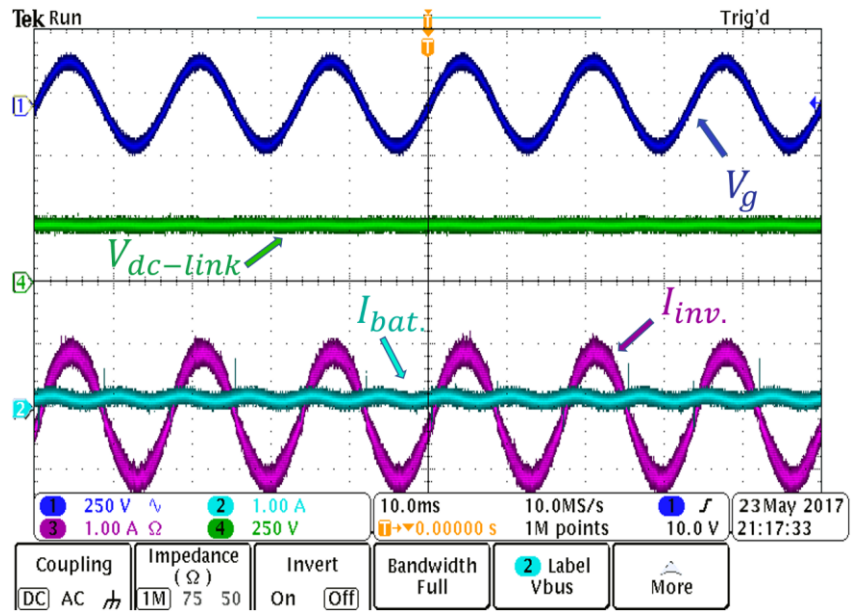 Tek Run Trig'd
T
T
1
V_g
V_dc-link
4
I_bat. I_inv.
2
1 250 V ∿ 2 1.00 A 10.0ms 10.0MS/s 1 ʃ 23 May 2017
3 1.00 A Ω 4 250 V T→▼0.00000 s 1M points 10.0 V 21:17:33
Coupling Impedance Invert Bandwidth 2 Label
(Ω) Full Vbus More
DC AC 1M 75 50 On Off